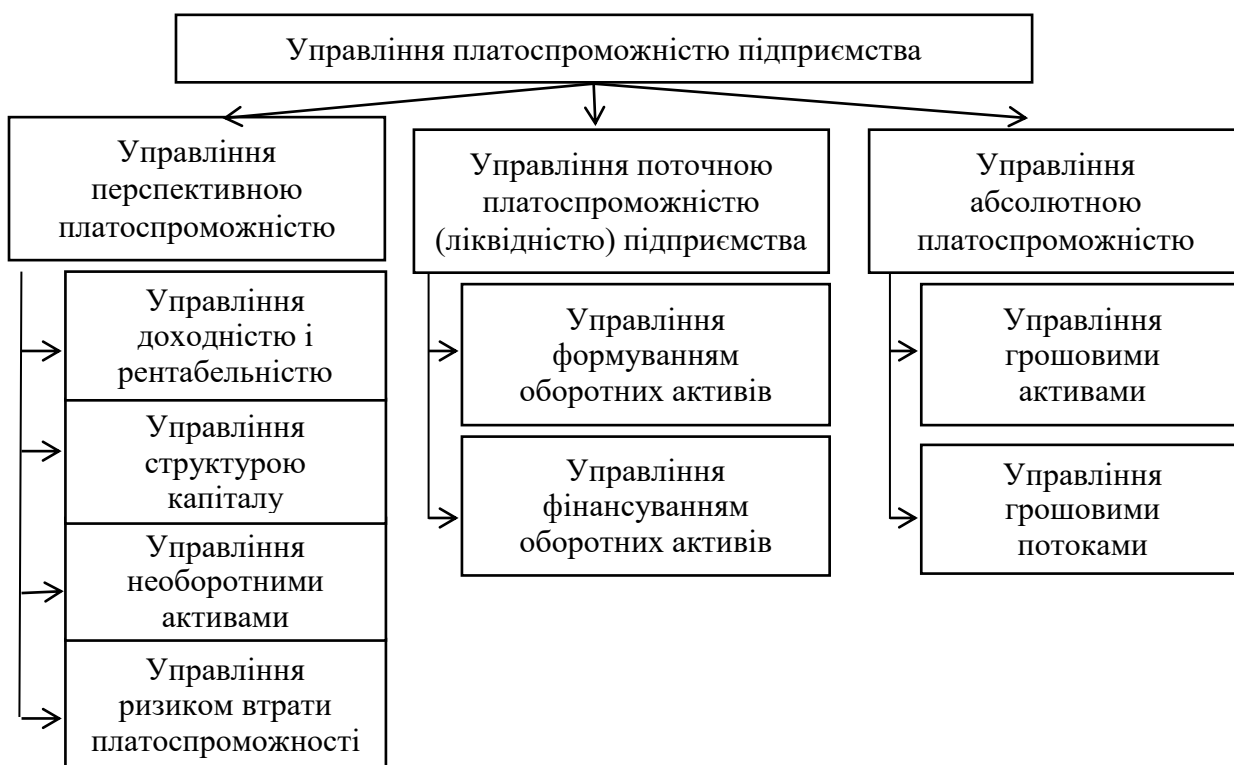 Управління платоспроможністю підприємства
Управління
перспективною
платоспроможністю
Управління поточною
платоспроможністю
(ліквідністю) підприємства
Управління
абсолютною
платоспроможністю
Управління
доходністю і
рентабельністю
Управління
структурою
капіталу
Управління
необоротними
активами
Управління
ризиком втрати
платоспроможності
Управління
формуванням
оборотних активів
Управління
фінансуванням
оборотних активів
Управління
грошовими
активами
Управління
грошовими
потоками